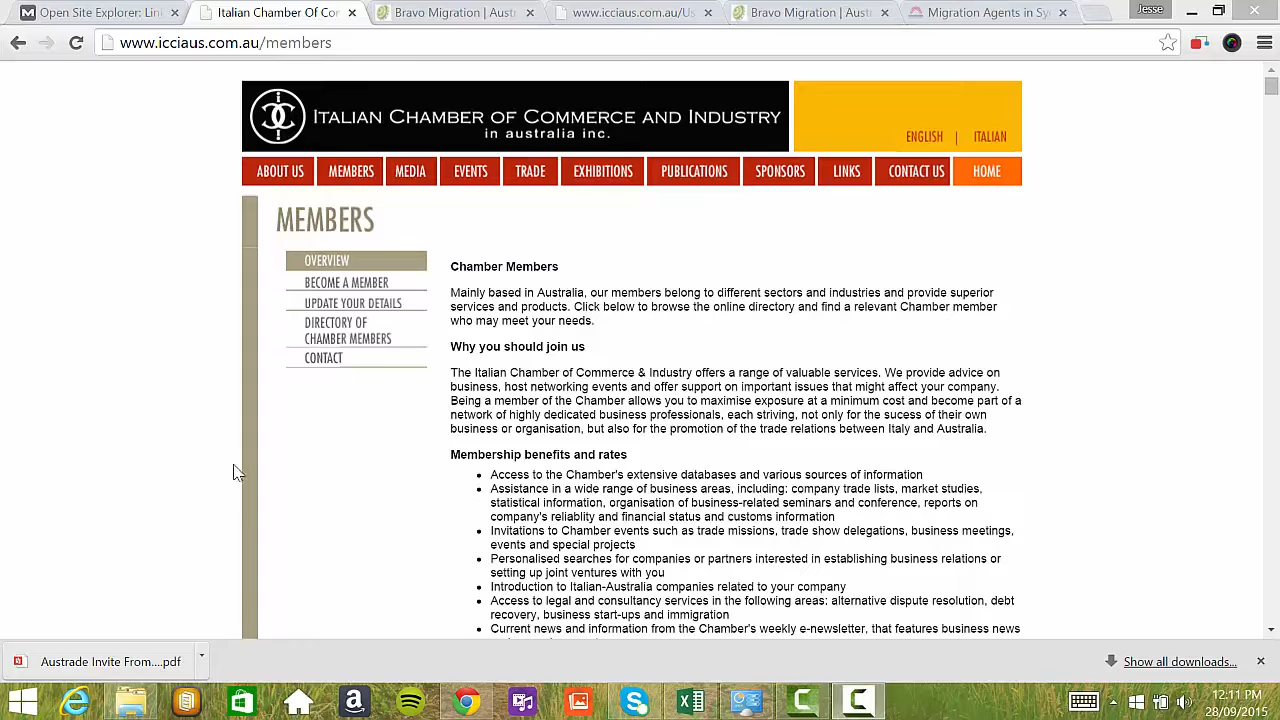 Open Site Explorer: Link
Italian Chamber Of Cor
Bravo Migration | Aust
www.icciaus.com.au/Us
Bravo Migration | Aust
Migration Agents in Sy
Jesse
www.icciaus.com.au/members
ITALIAN CHAMBER OF COMMERCE AND INDUSTRY
in australia inc.
ENGLISH | ITALIAN
ABOUT US
MEMBERS
MEDIA
EVENTS
TRADE
EXHIBITIONS
PUBLICATIONS
SPONSORS
LINKS
CONTACT US
HOME
MEMBERS
OVERVIEW
BECOME A MEMBER
UPDATE YOUR DETAILS
DIRECTORY OF
CHAMBER MEMBERS
CONTACT
Chamber Members
Mainly based in Australia, our members belong to different sectors and industries and provide superior
services and products. Click below to browse the online directory and find a relevant Chamber member
who may meet your needs.
Why you should join us
The Italian Chamber of Commerce & Industry offers a range of valuable services. We provide advice on
business, host networking events and offer support on important issues that might affect your company.
Being a member of the Chamber allows you to maximise exposure at a minimum cost and become part of a
network of highly dedicated business professionals, each striving, not only for the sucess of their own
business or organisation, but also for the promotion of the trade relations between Italy and Australia.
Membership benefits and rates
• Access to the Chamber's extensive databases and various sources of information
• Assistance in a wide range of business areas, including: company trade lists, market studies,
statistical information, organisation of business-related seminars and conference, reports on
company's reliablity and financial status and customs information
• Invitations to Chamber events such as trade missions, trade show delegations, business meetings,
events and special projects
• Personalised searches for companies or partners interested in establishing business relations or
setting up joint ventures with you
• Introduction to Italian-Australia companies related to your company
• Access to legal and consultancy services in the following areas: alternative dispute resolution, debt
recovery, business start-ups and immigration
• Current news and information from the Chamber's weekly e-newsletter, that features business news
Austrade Invite From....pdf
Show all downloads...
12:11 PM
28/09/2015